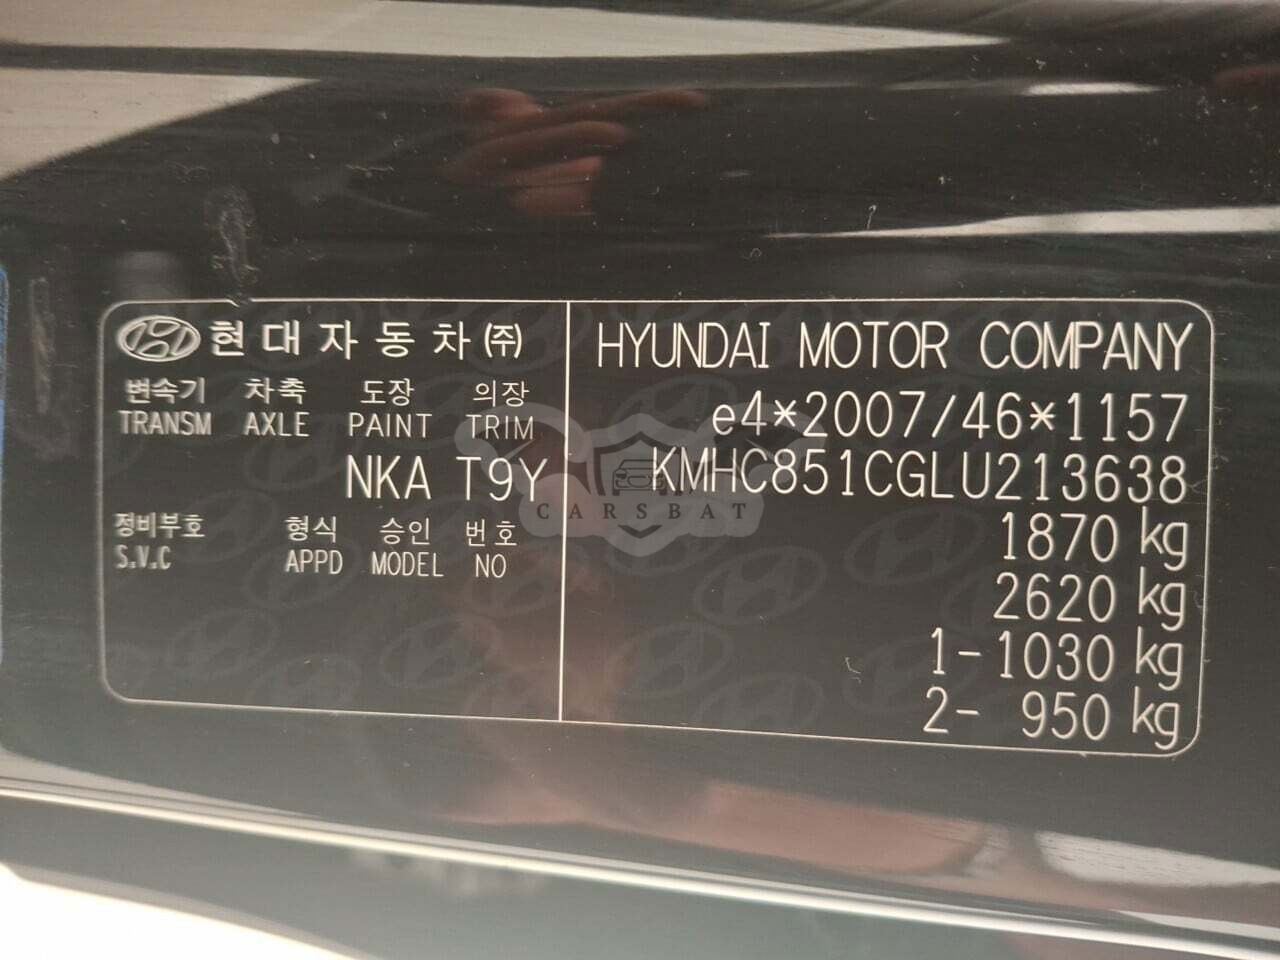 현대자동차(주)
변속기 차축 도장 의장
TRANSM AXLE PAINT TRIM
NKA T9Y
정비부호 형식 승인 번호
S.V.C APPD MODEL NO
HYUNDAI MOTOR COMPANY
e4*2007/46*1157
KMHC851CGLU213638
1870 kg
2620 kg
1- 1030 kg
2- 950 kg
CARSBAT